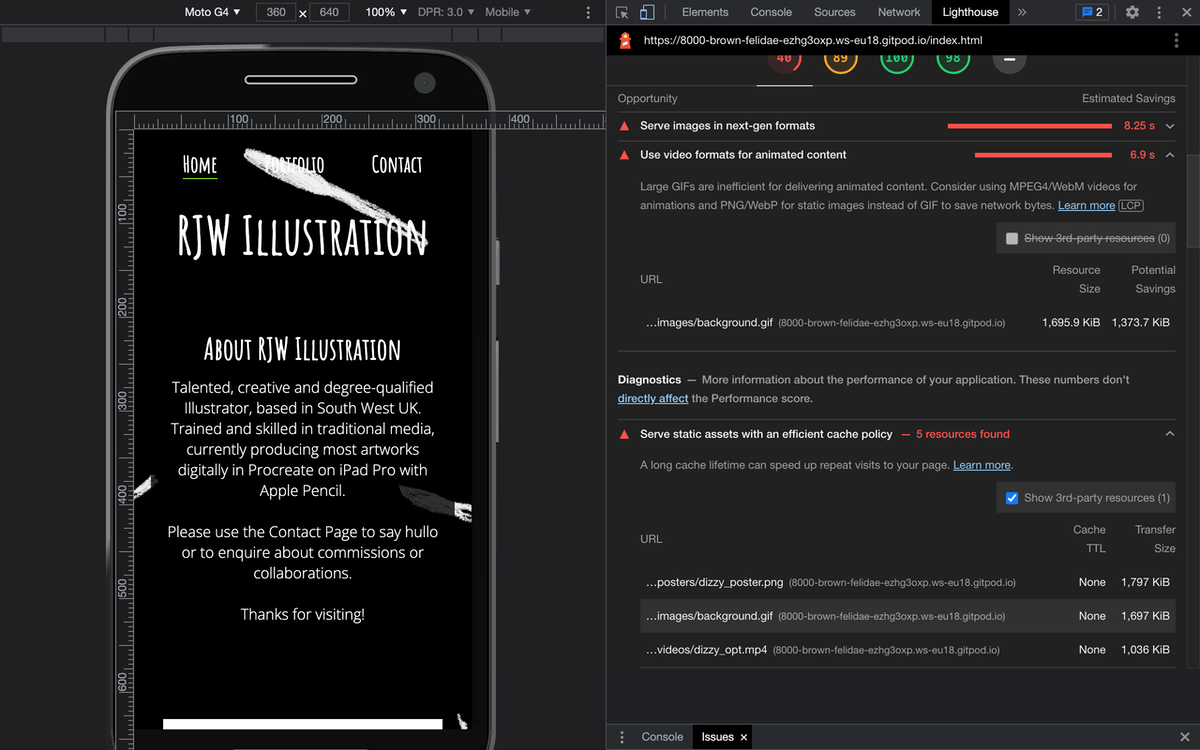 Moto G4 ▼ 360 × 640 100% ▼ DPR: 3.0 ▼ Mobile ▼
Elements Console Sources Network Lighthouse » 2
https://8000-brown-felidae-ezhg3oxp.ws-eu18.gitpod.io/index.html
40 89 100 98 —
100 200 300 400
100
200
300
400
500
600
Home Portfolio Contact
RJW Illustration
About RJW Illustration
Talented, creative and degree-qualified
Illustrator, based in South West UK.
Trained and skilled in traditional media,
currently producing most artworks
digitally in Procreate on iPad Pro with
Apple Pencil.
Please use the Contact Page to say hullo
or to enquire about commissions or
collaborations.
Thanks for visiting!
Opportunity Estimated Savings
Serve images in next-gen formats 8.25 s
Use video formats for animated content 6.9 s
Large GIFs are inefficient for delivering animated content. Consider using MPEG4/WebM videos for
animations and PNG/WebP for static images instead of GIF to save network bytes. Learn more LCP
Show 3rd-party resources (0)
URL Resource Size Potential Savings
…images/background.gif (8000-brown-felidae-ezhg3oxp.ws-eu18.gitpod.io) 1,695.9 KiB 1,373.7 KiB
Diagnostics — More information about the performance of your application. These numbers don't
directly affect the Performance score.
Serve static assets with an efficient cache policy — 5 resources found
A long cache lifetime can speed up repeat visits to your page. Learn more.
Show 3rd-party resources (1)
URL Cache TTL Transfer Size
…posters/dizzy_poster.png (8000-brown-felidae-ezhg3oxp.ws-eu18.gitpod.io) None 1,797 KiB
…images/background.gif (8000-brown-felidae-ezhg3oxp.ws-eu18.gitpod.io) None 1,697 KiB
…videos/dizzy_opt.mp4 (8000-brown-felidae-ezhg3oxp.ws-eu18.gitpod.io) None 1,036 KiB
Console Issues ×